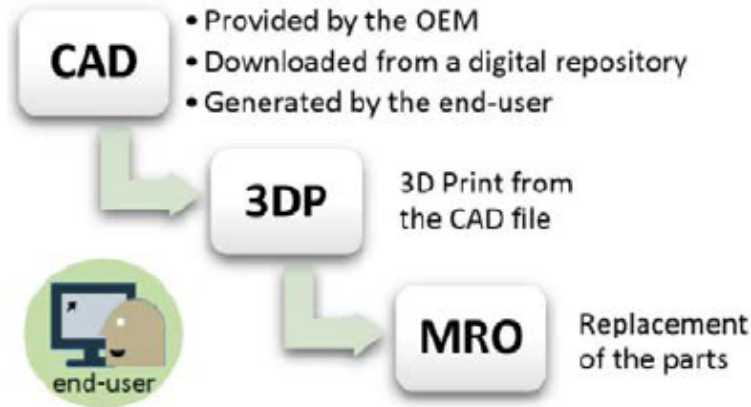 CAD
• Provided by the OEM
• Downloaded from a digital repository
• Generated by the end-user
3DP
3D Print from
the CAD file
MRO
Replacement
of the parts
end-user